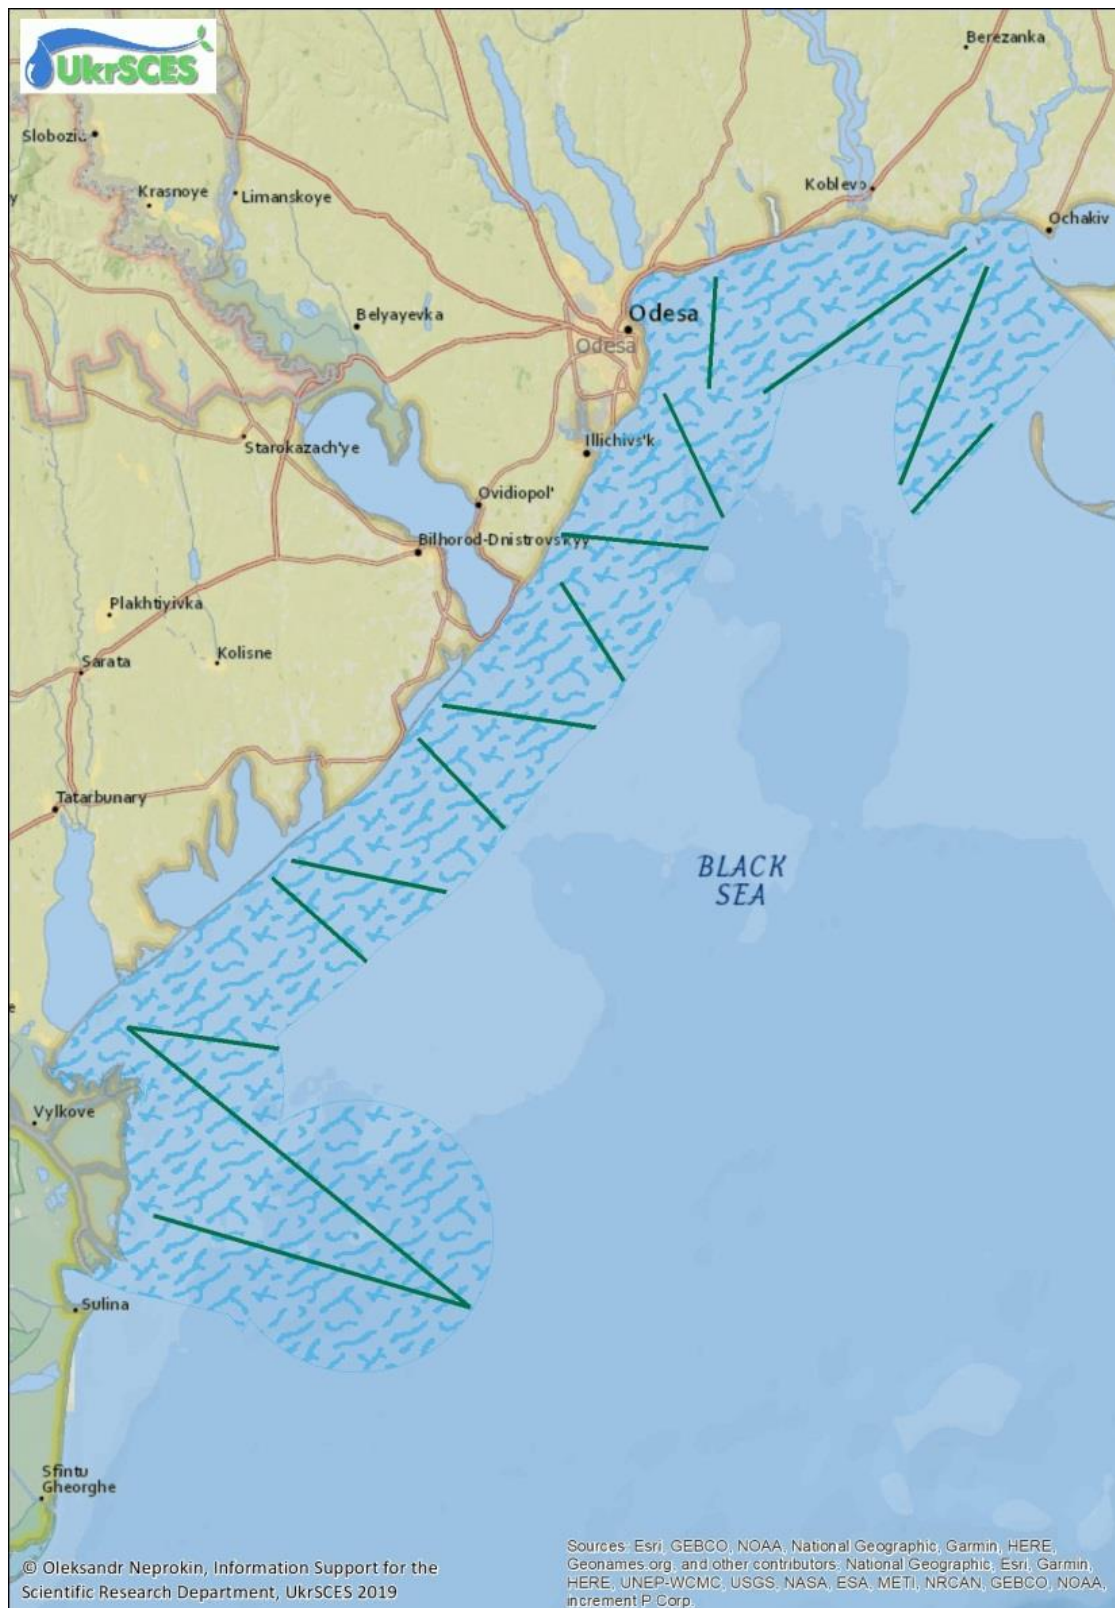 UkrSCES
Berezanka
Slobozia
Krasnoye
Limanskoye
Koblevo
Ochakiv
y
Belyayevka
Odesa
Odesa
Starokazach'ye
Illichivs'k
Ovidiopol'
Bilhorod-Dnistrovskyy
Plakhtiyivka
Kolisne
Sarata
Tatarbunary
BLACK
SEA
e
Vylkove
Sulina
Sfintu
Gheorghe
© Oleksandr Neprokin, Information Support for the
Scientific Research Department, UkrSCES 2019
Sources: Esri, GEBCO, NOAA, National Geographic, Garmin, HERE,
Geonames.org, and other contributors, National Geographic, Esri, Garmin,
HERE, UNEP-WCMC, USGS, NASA, ESA, METI, NRCAN, GEBCO, NOAA,
increment P Corp.